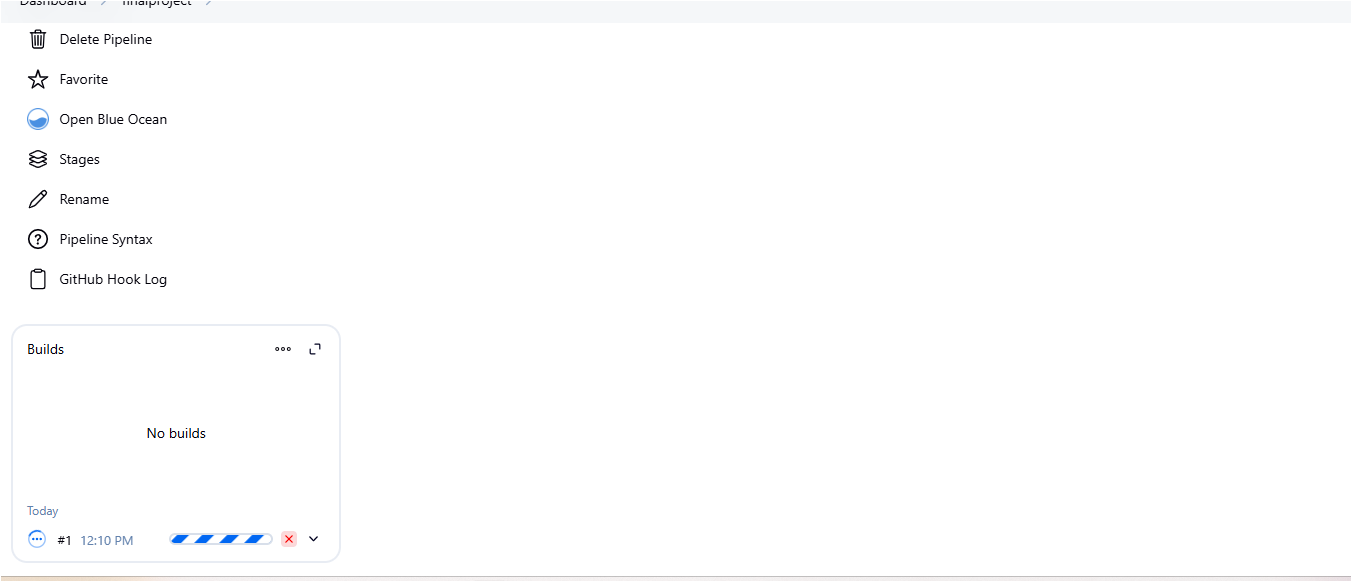 Dashboard > finalproject >
Delete Pipeline
Favorite
Open Blue Ocean
Stages
Rename
Pipeline Syntax
GitHub Hook Log
Builds
No builds
Today
#1 12:10 PM